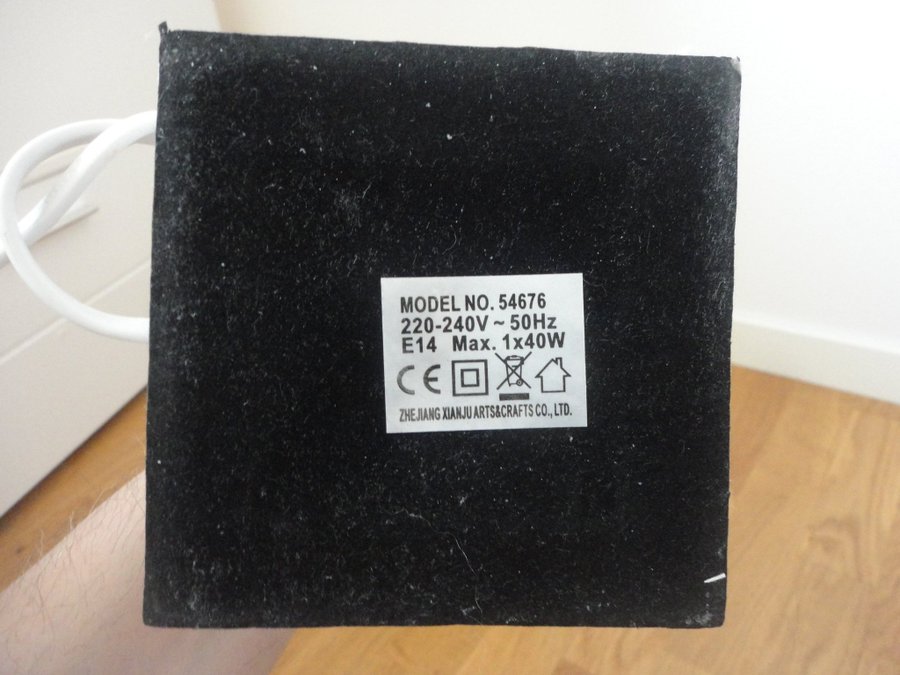 MODEL NO. 54676
220-240V ~ 50Hz
E14 Max. 1x40W
CE
ZHEJIANG XIANJU ARTS&CRAFTS CO., LTD.